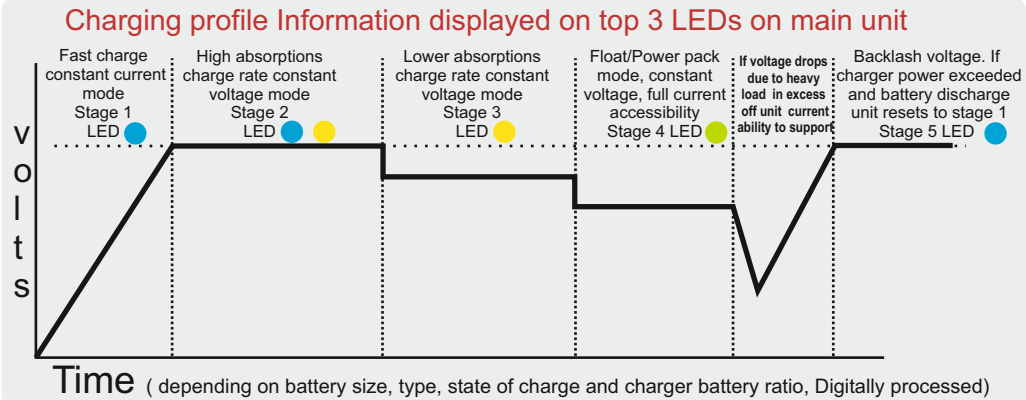 Charging profile Information displayed on top 3 LEDs on main unit
Fast charge
constant current
mode
Stage 1
LED
High absorptions
charge rate constant
voltage mode
Stage 2
LED
Lower absorptions
charge rate constant
voltage mode
Stage 3
LED
Float/Power pack
mode, constant
voltage, full current
accessibility
Stage 4 LED
If voltage drops
due to heavy
load in excess
off unit current
ability to support
Backlash voltage. If
charger power exceeded
and battery discharge
unit resets to stage 1
Stage 5 LED
volts
Time ( depending on battery size, type, state of charge and charger battery ratio, Digitally processed)